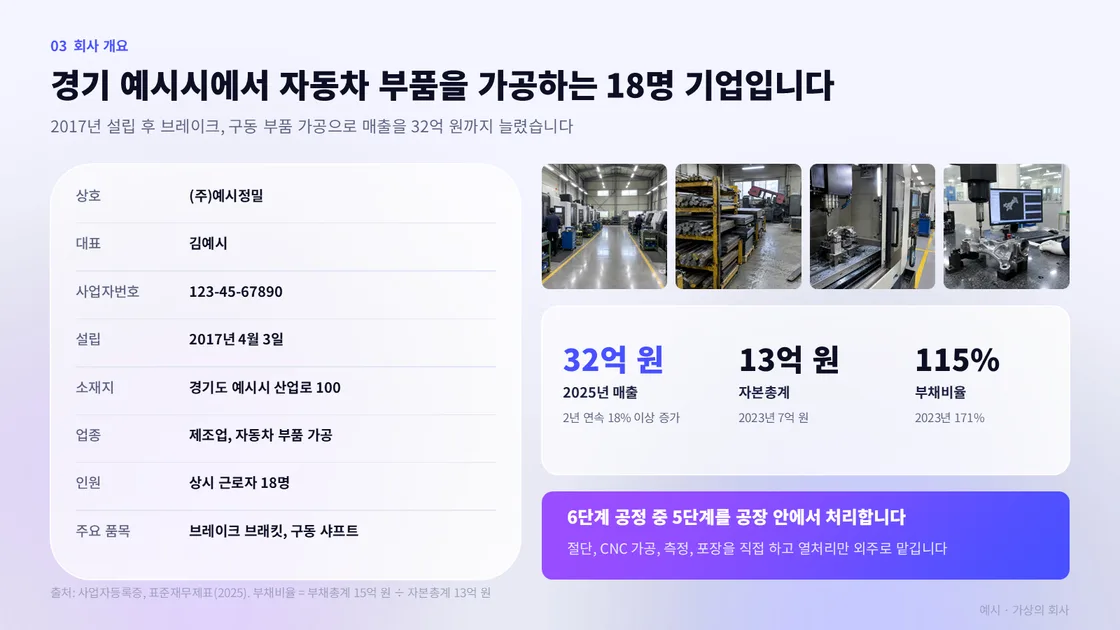 03 회사 개요
경기 예시시에서 자동차 부품을 가공하는 18명 기업입니다
2017년 설립 후 브레이크, 구동 부품 가공으로 매출을 32억 원까지 늘렸습니다
상호 (주)예시정밀
대표 김예시
사업자번호 123-45-67890
설립 2017년 4월 3일
소재지 경기도 예시시 산업로 100
업종 제조업, 자동차 부품 가공
인원 상시 근로자 18명
주요 품목 브레이크 브래킷, 구동 샤프트
32억 원
2025년 매출
2년 연속 18% 이상 증가
13억 원
자본총계
2023년 7억 원
115%
부채비율
2023년 171%
6단계 공정 중 5단계를 공장 안에서 처리합니다
절단, CNC 가공, 측정, 포장을 직접 하고 열처리만 외주로 맡깁니다
출처: 사업자등록증, 표준재무제표(2025). 부채비율 = 부채총계 15억 원 ÷ 자본총계 13억 원
예시 · 가상의 회사